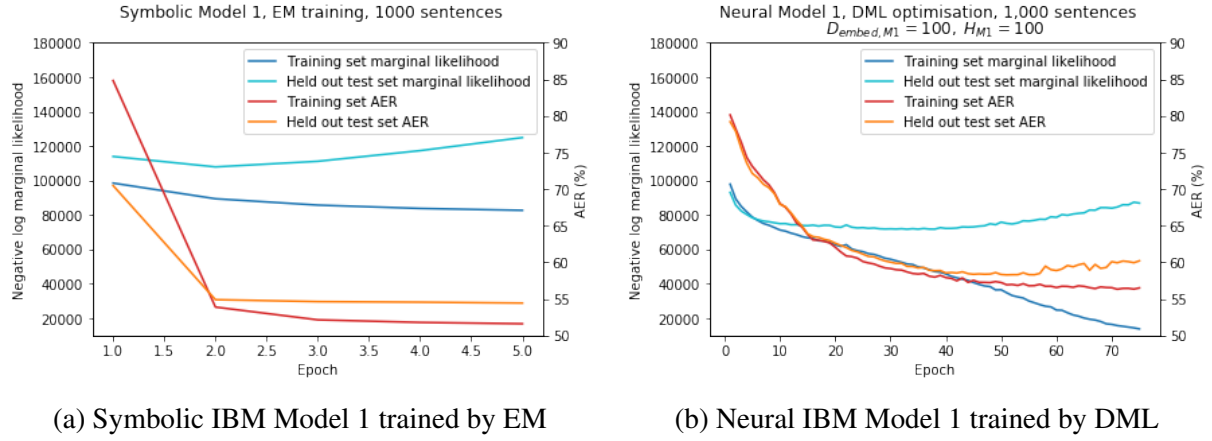 Symbolic Model 1, EM training, 1000 sentences
180000
160000
140000
120000
100000
80000
60000
40000
20000
Negative log marginal likelihood
Training set marginal likelihood
Held out test set marginal likelihood
Training set AER
Held out test set AER
90
85
80
75
70
65
60
55
50
AER (%)
1.0 1.5 2.0 2.5 3.0 3.5 4.0 4.5 5.0
Epoch
(a) Symbolic IBM Model 1 trained by EM
Neural Model 1, DML optimisation, 1,000 sentences
D_{embed, M1} = 100, H_{M1} = 100
180000
160000
140000
120000
100000
80000
60000
40000
20000
Negative log marginal likelihood
Training set marginal likelihood
Held out test set marginal likelihood
Training set AER
Held out test set AER
90
85
80
75
70
65
60
55
50
AER (%)
0 10 20 30 40 50 60 70
Epoch
(b) Neural IBM Model 1 trained by DML